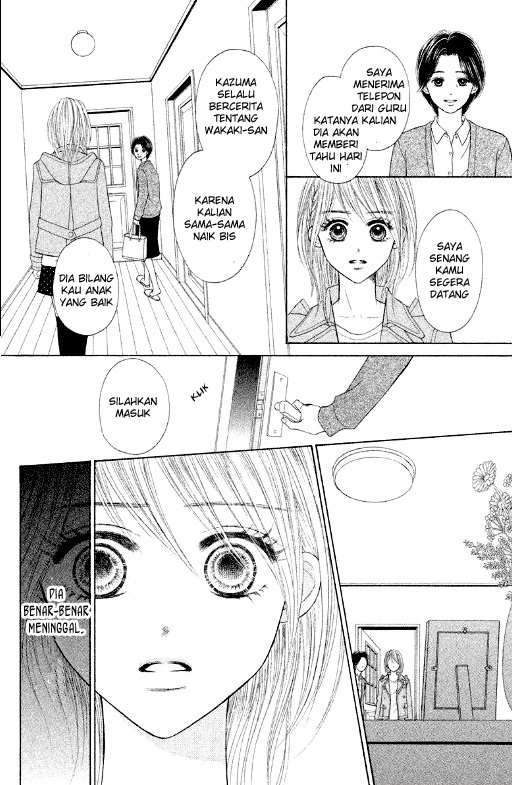 SAYA
MENERIMA
TELEPON
DARI GURU
KATANYA KALIAN
DIA AKAN
MEMBERI
TAHU HARI
INI
SAYA
SENANG
KAMU
SEGERA
DATANG
KAZUMA
SELALU
BERCERITA
TENTANG
WAKAKI-SAN
KARENA
KALIAN
SAMA-SAMA
NAIK BIS
DIA BILANG
KAU ANAK
YANG BAIK
SILAHKAN
MASUK
KLIK
DIA
BENAR-BENAR
MENINGGAL.